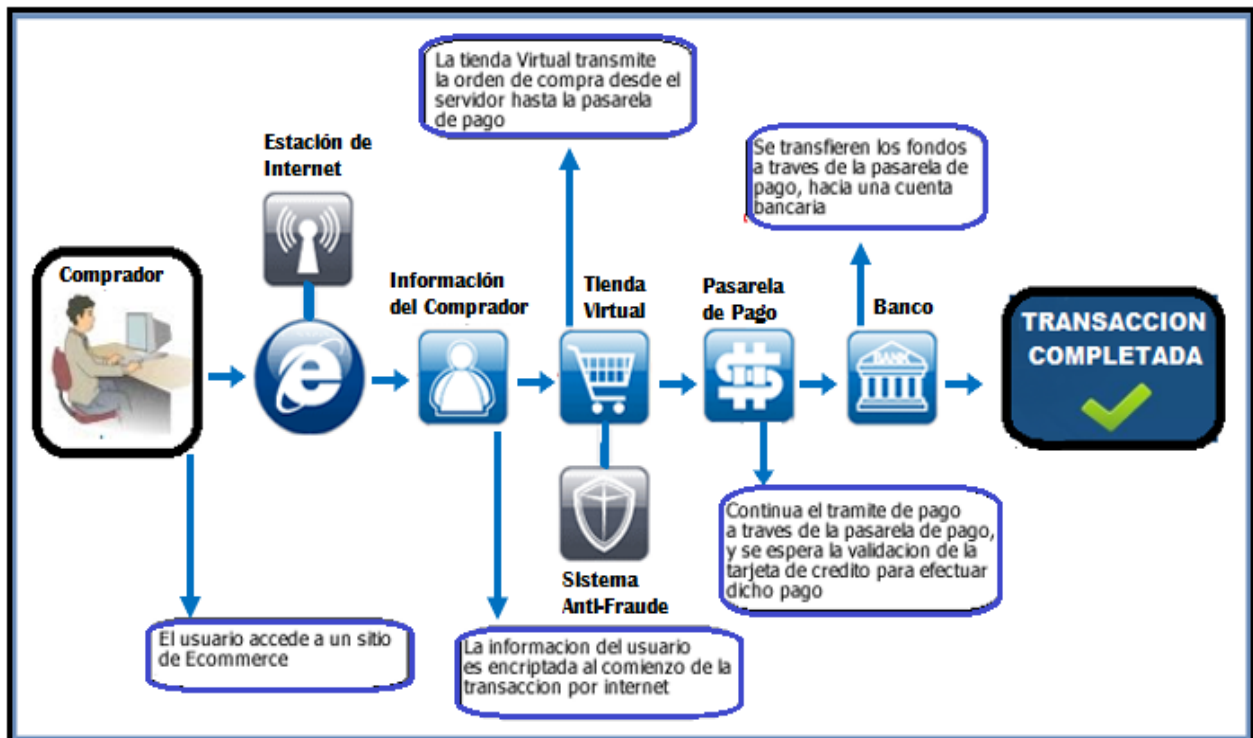 La tienda Virtual transmite
la orden de compra desde el
servidor hasta la pasarela
de pago
Estación de
Internet
Se transfieren los fondos
a traves de la pasarela de
pago, hacia una cuenta
bancaria
Comprador
Información
del Comprador
Tienda
Virtual
Pasarela
de Pago
Banco
BANK
TRANSACCION
COMPLETADA
Sistema
Anti-Fraude
Continua el tramite de pago
a traves de la pasarela de pago,
y se espera la validacion de la
tarjeta de credito para efectuar
dicho pago
El usuario accede a un sitio
de Ecommerce
La informacion del usuario
es encriptada al comienzo de la
transaccion por internet